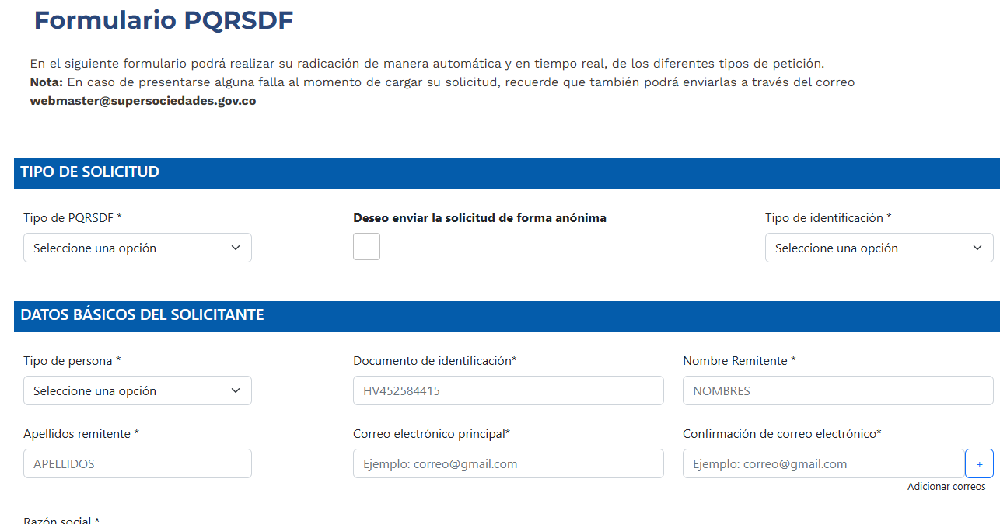 Formulario PQRSDF
En el siguiente formulario podrá realizar su radicación de manera automática y en tiempo real, de los diferentes tipos de petición.
Nota: En caso de presentarse alguna falla al momento de cargar su solicitud, recuerde que también podrá enviarlas a través del correo
webmaster@supersociedades.gov.co
TIPO DE SOLICITUD
Tipo de PQRSDF *
Seleccione una opción
Deseo enviar la solicitud de forma anónima
Tipo de identificación *
Seleccione una opción
DATOS BÁSICOS DEL SOLICITANTE
Tipo de persona *
Seleccione una opción
Documento de identificación*
HV452584415
Nombre Remitente *
NOMBRES
Apellidos remitente *
APELLIDOS
Correo electrónico principal*
Ejemplo: correo@gmail.com
Confirmación de correo electrónico*
Ejemplo: correo@gmail.com
+
Adicionar correos
Razón social *